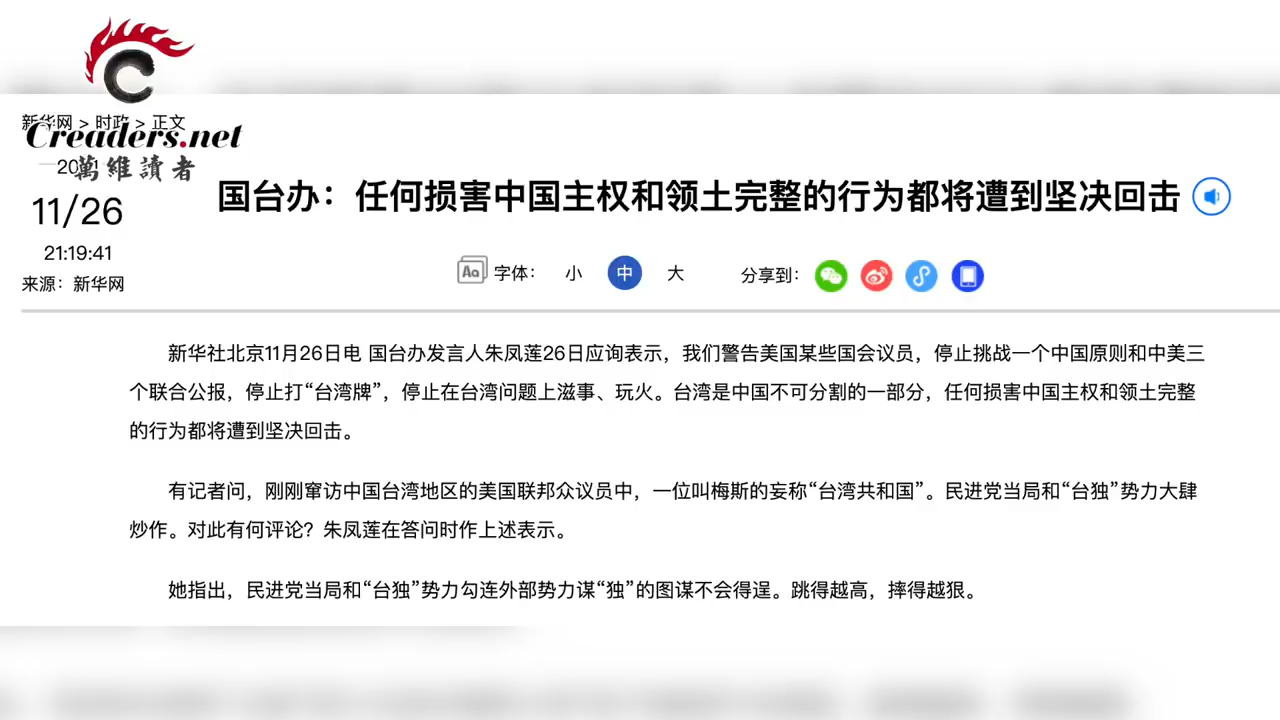 Creaders.net
萬維讀者
新华网 > 时政 > 正文
11/26
21:19:41
来源：新华网
国台办：任何损害中国主权和领土完整的行为都将遭到坚决回击
Aa 字体： 小 中 大 分享到：
新华社北京11月26日电 国台办发言人朱凤莲26日应询表示，我们警告美国某些国会议员，停止挑战一个中国原则和中美三
个联合公报，停止打“台湾牌”，停止在台湾问题上滋事、玩火。台湾是中国不可分割的一部分，任何损害中国主权和领土完整
的行为都将遭到坚决回击。
有记者问，刚刚窜访中国台湾地区的美国联邦众议员中，一位叫梅斯的妄称“台湾共和国”。民进党当局和“台独”势力大肆
炒作。对此有何评论？朱凤莲在答问时作上述表示。
她指出，民进党当局和“台独”势力勾连外部势力谋“独”的图谋不会得逞。跳得越高，摔得越狠。